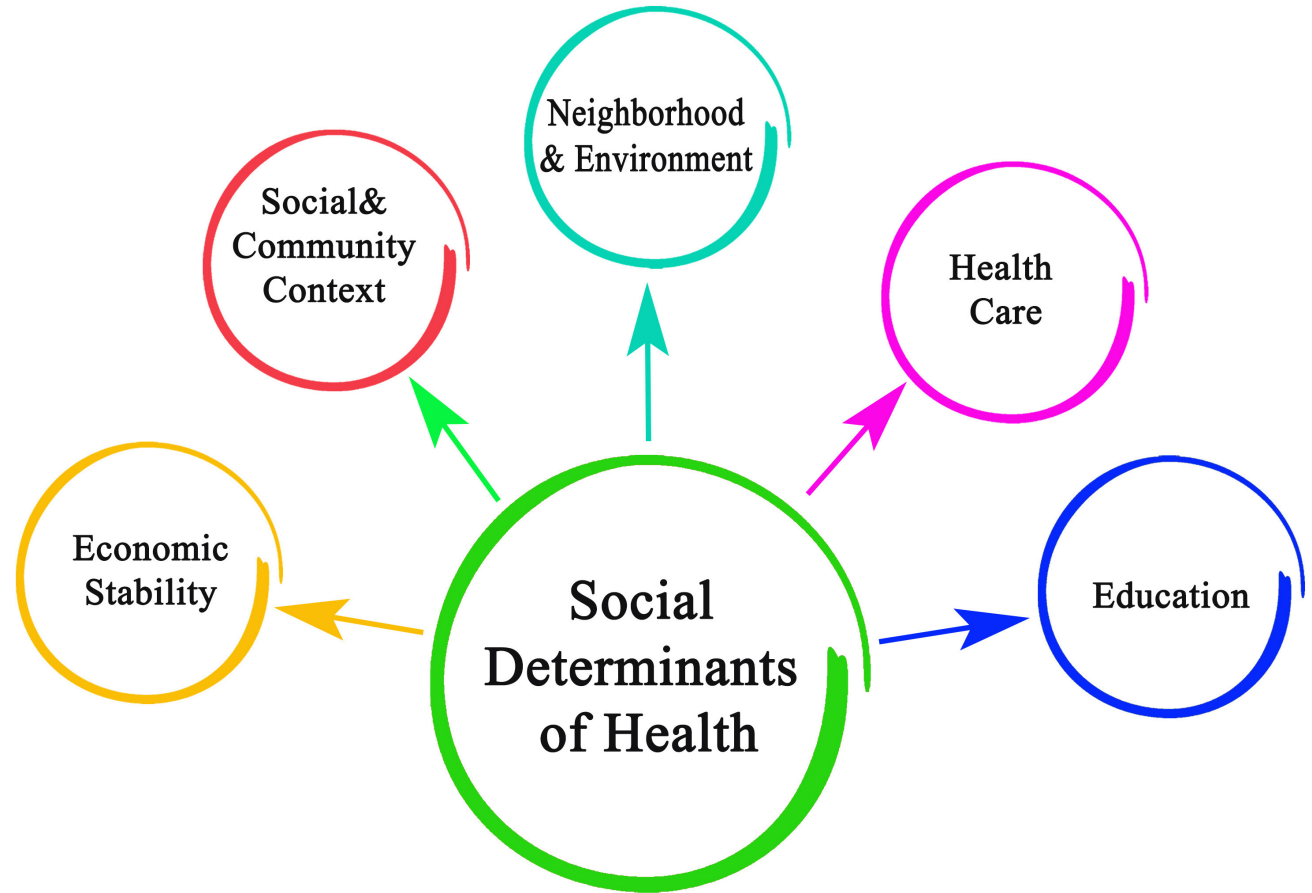 Neighborhood
& Environment
Social&
Community
Context
Health
Care
Economic
Stability
Education
Social
Determinants
of Health